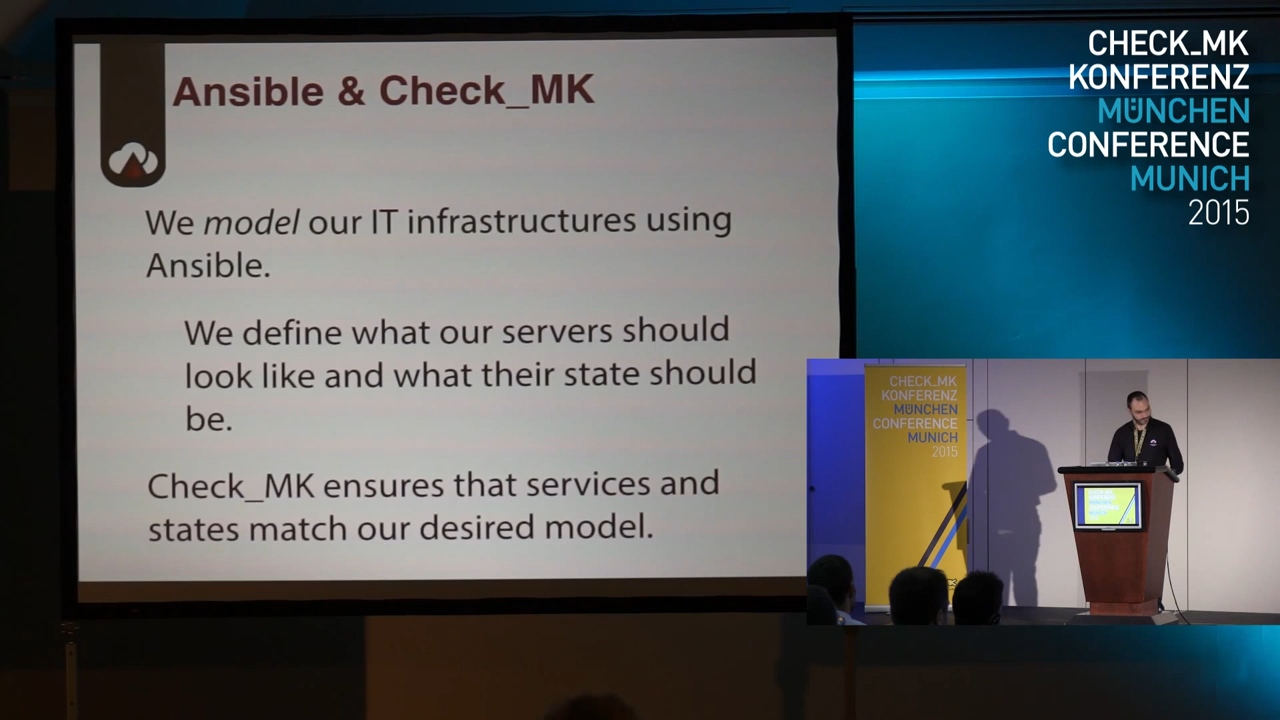 Ansible & Check_MK
We model our IT infrastructures using
Ansible.
We define what our servers should
look like and what their state should
be.
Check_MK ensures that services and
states match our desired model.
CHECK_MK
KONFERENZ
MÜNCHEN
CONFERENCE
MUNICH
2015
CHECK_MK
KONFERENZ
MÜNCHEN
CONFERENCE
MUNICH
2015